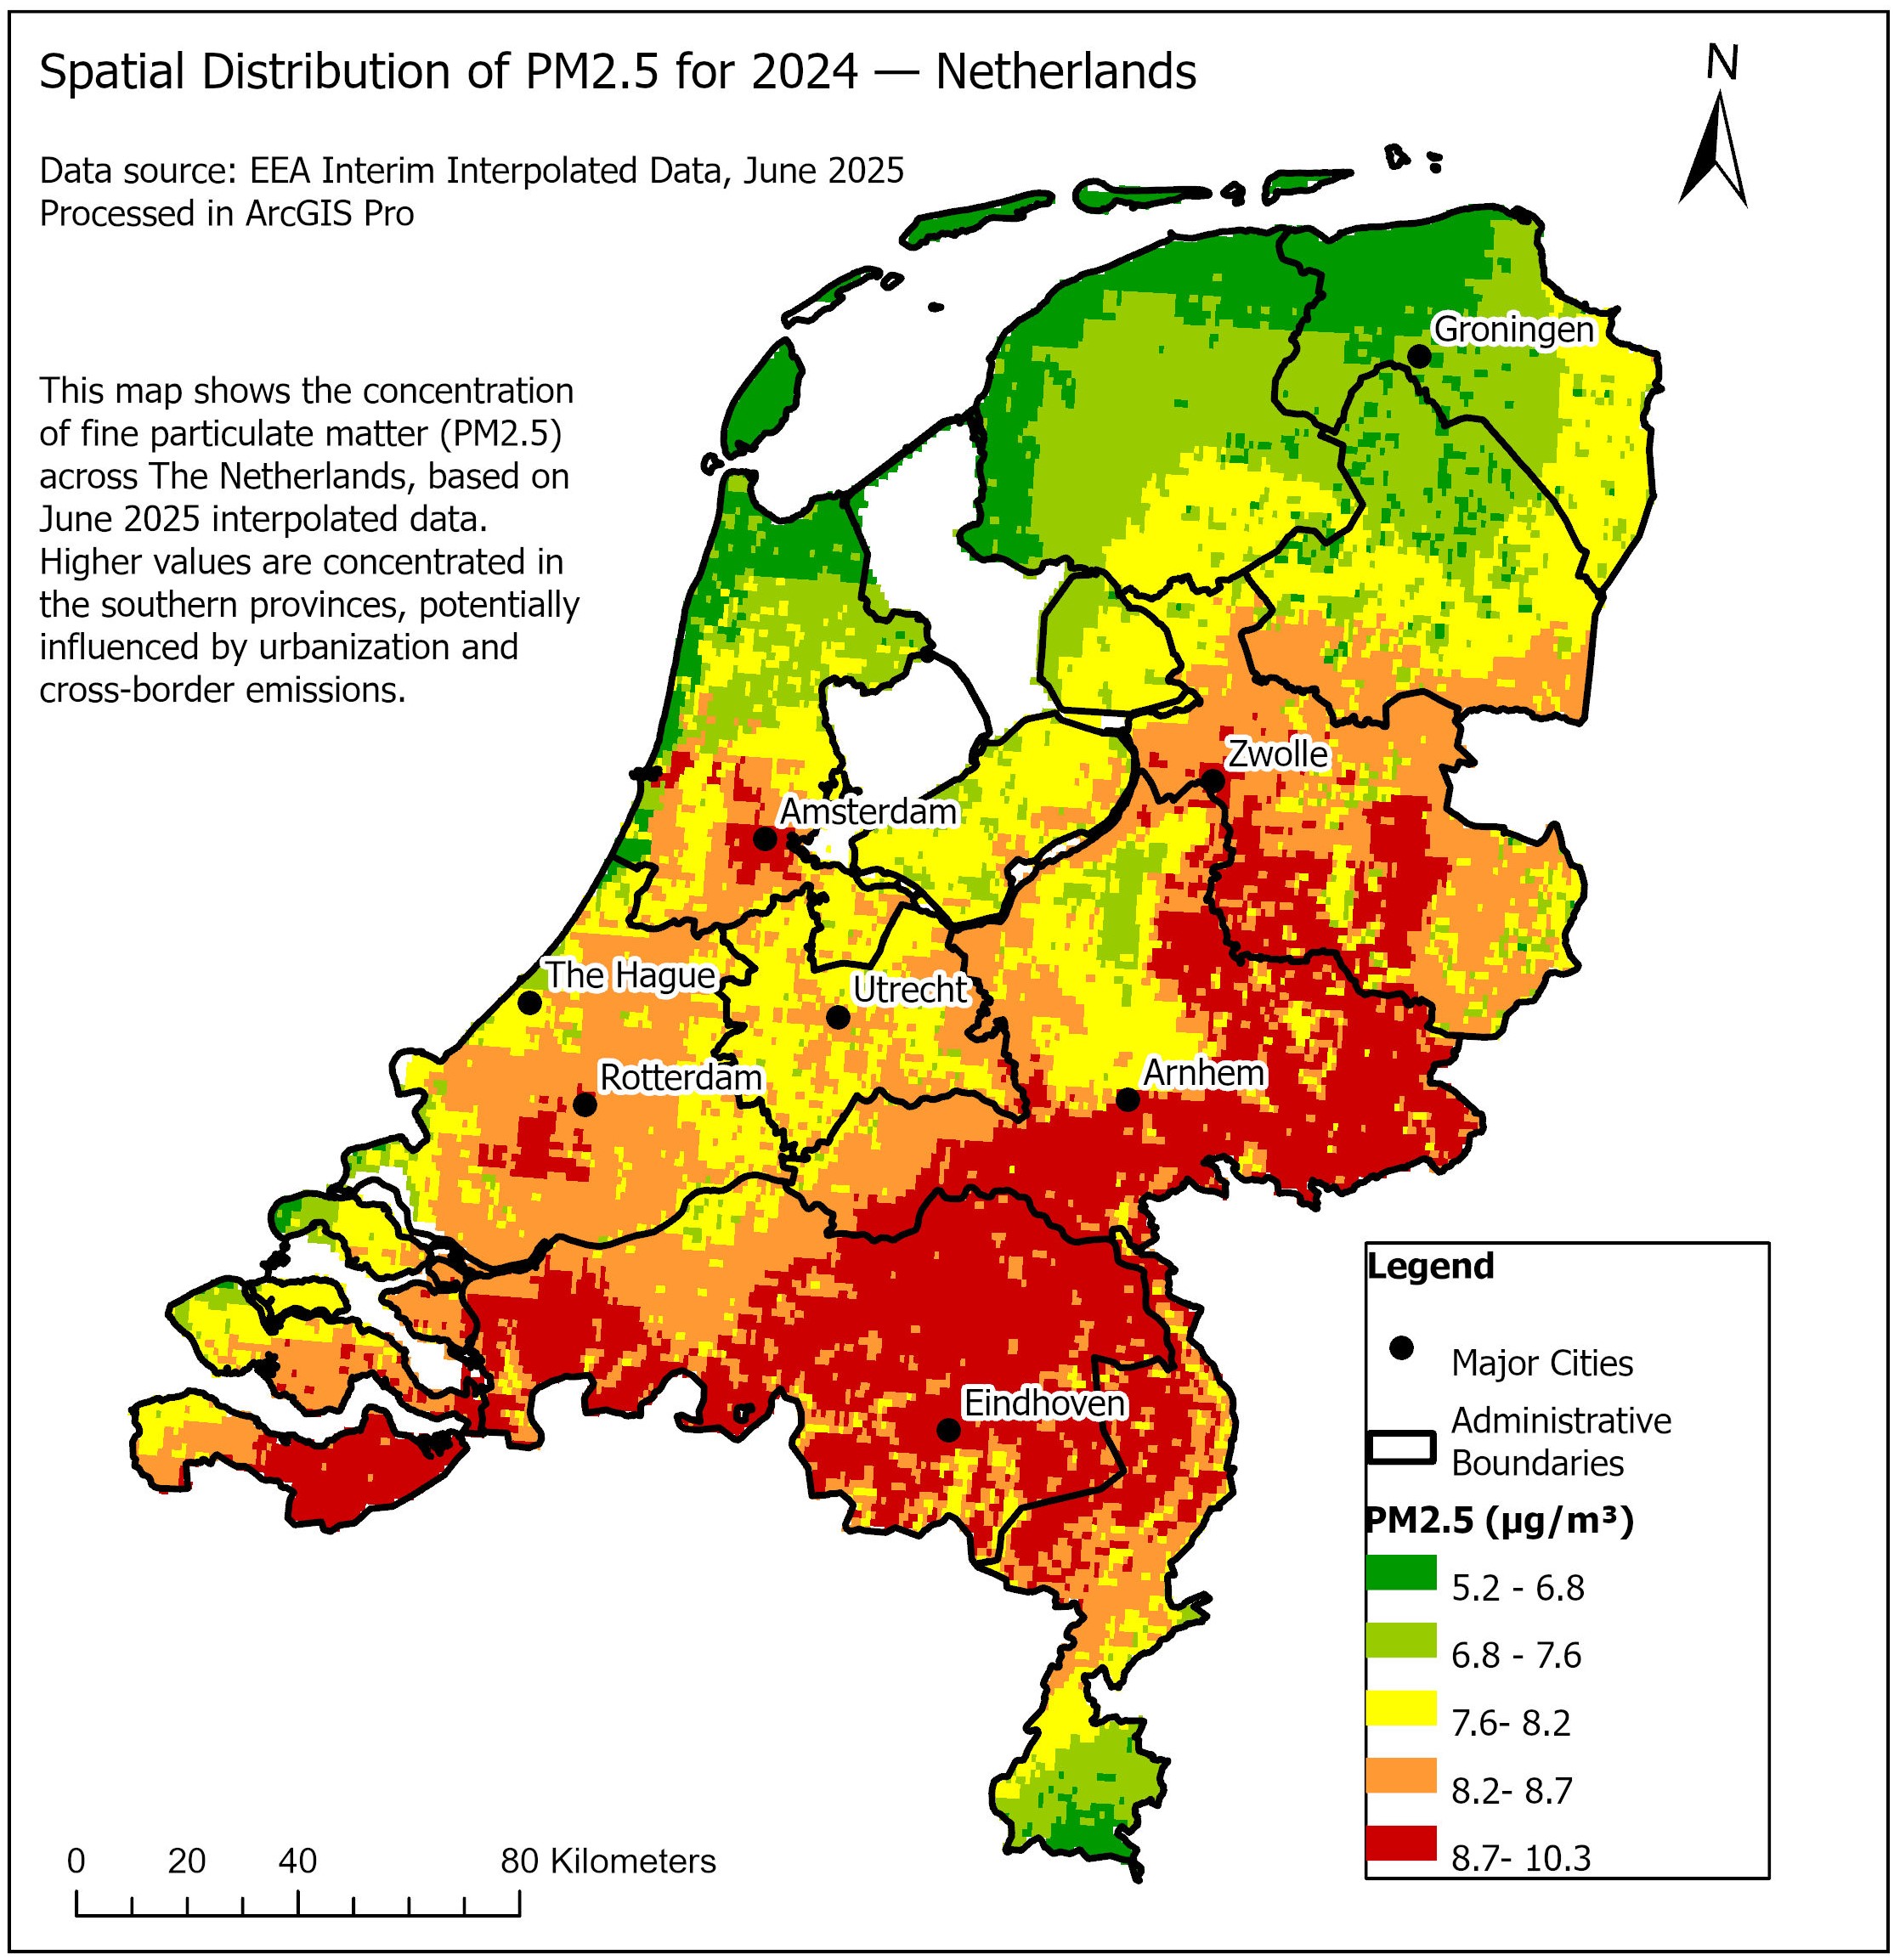 Spatial Distribution of PM2.5 for 2024 — Netherlands
N
Data source: EEA Interim Interpolated Data, June 2025
Processed in ArcGIS Pro
This map shows the concentration
of fine particulate matter (PM2.5)
across The Netherlands, based on
June 2025 interpolated data.
Higher values are concentrated in
the southern provinces, potentially
influenced by urbanization and
cross-border emissions.
Groningen
Zwolle
Amsterdam
The Hague
Utrecht
Rotterdam
Arnhem
Eindhoven
Legend
Major Cities
Administrative
Boundaries
PM2.5 (µg/m³)
5.2 - 6.8
6.8 - 7.6
7.6- 8.2
8.2- 8.7
8.7- 10.3
0 20 40 80 Kilometers